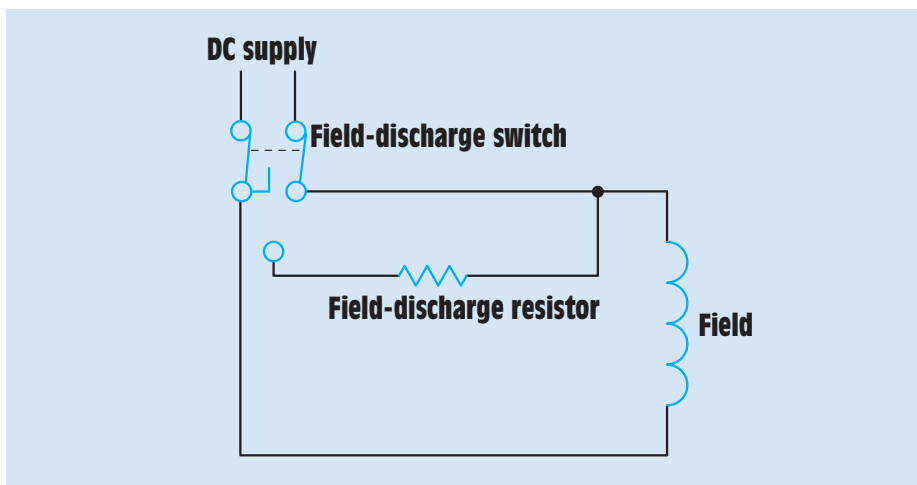 DC supply
Field-discharge switch
Field-discharge resistor
Field